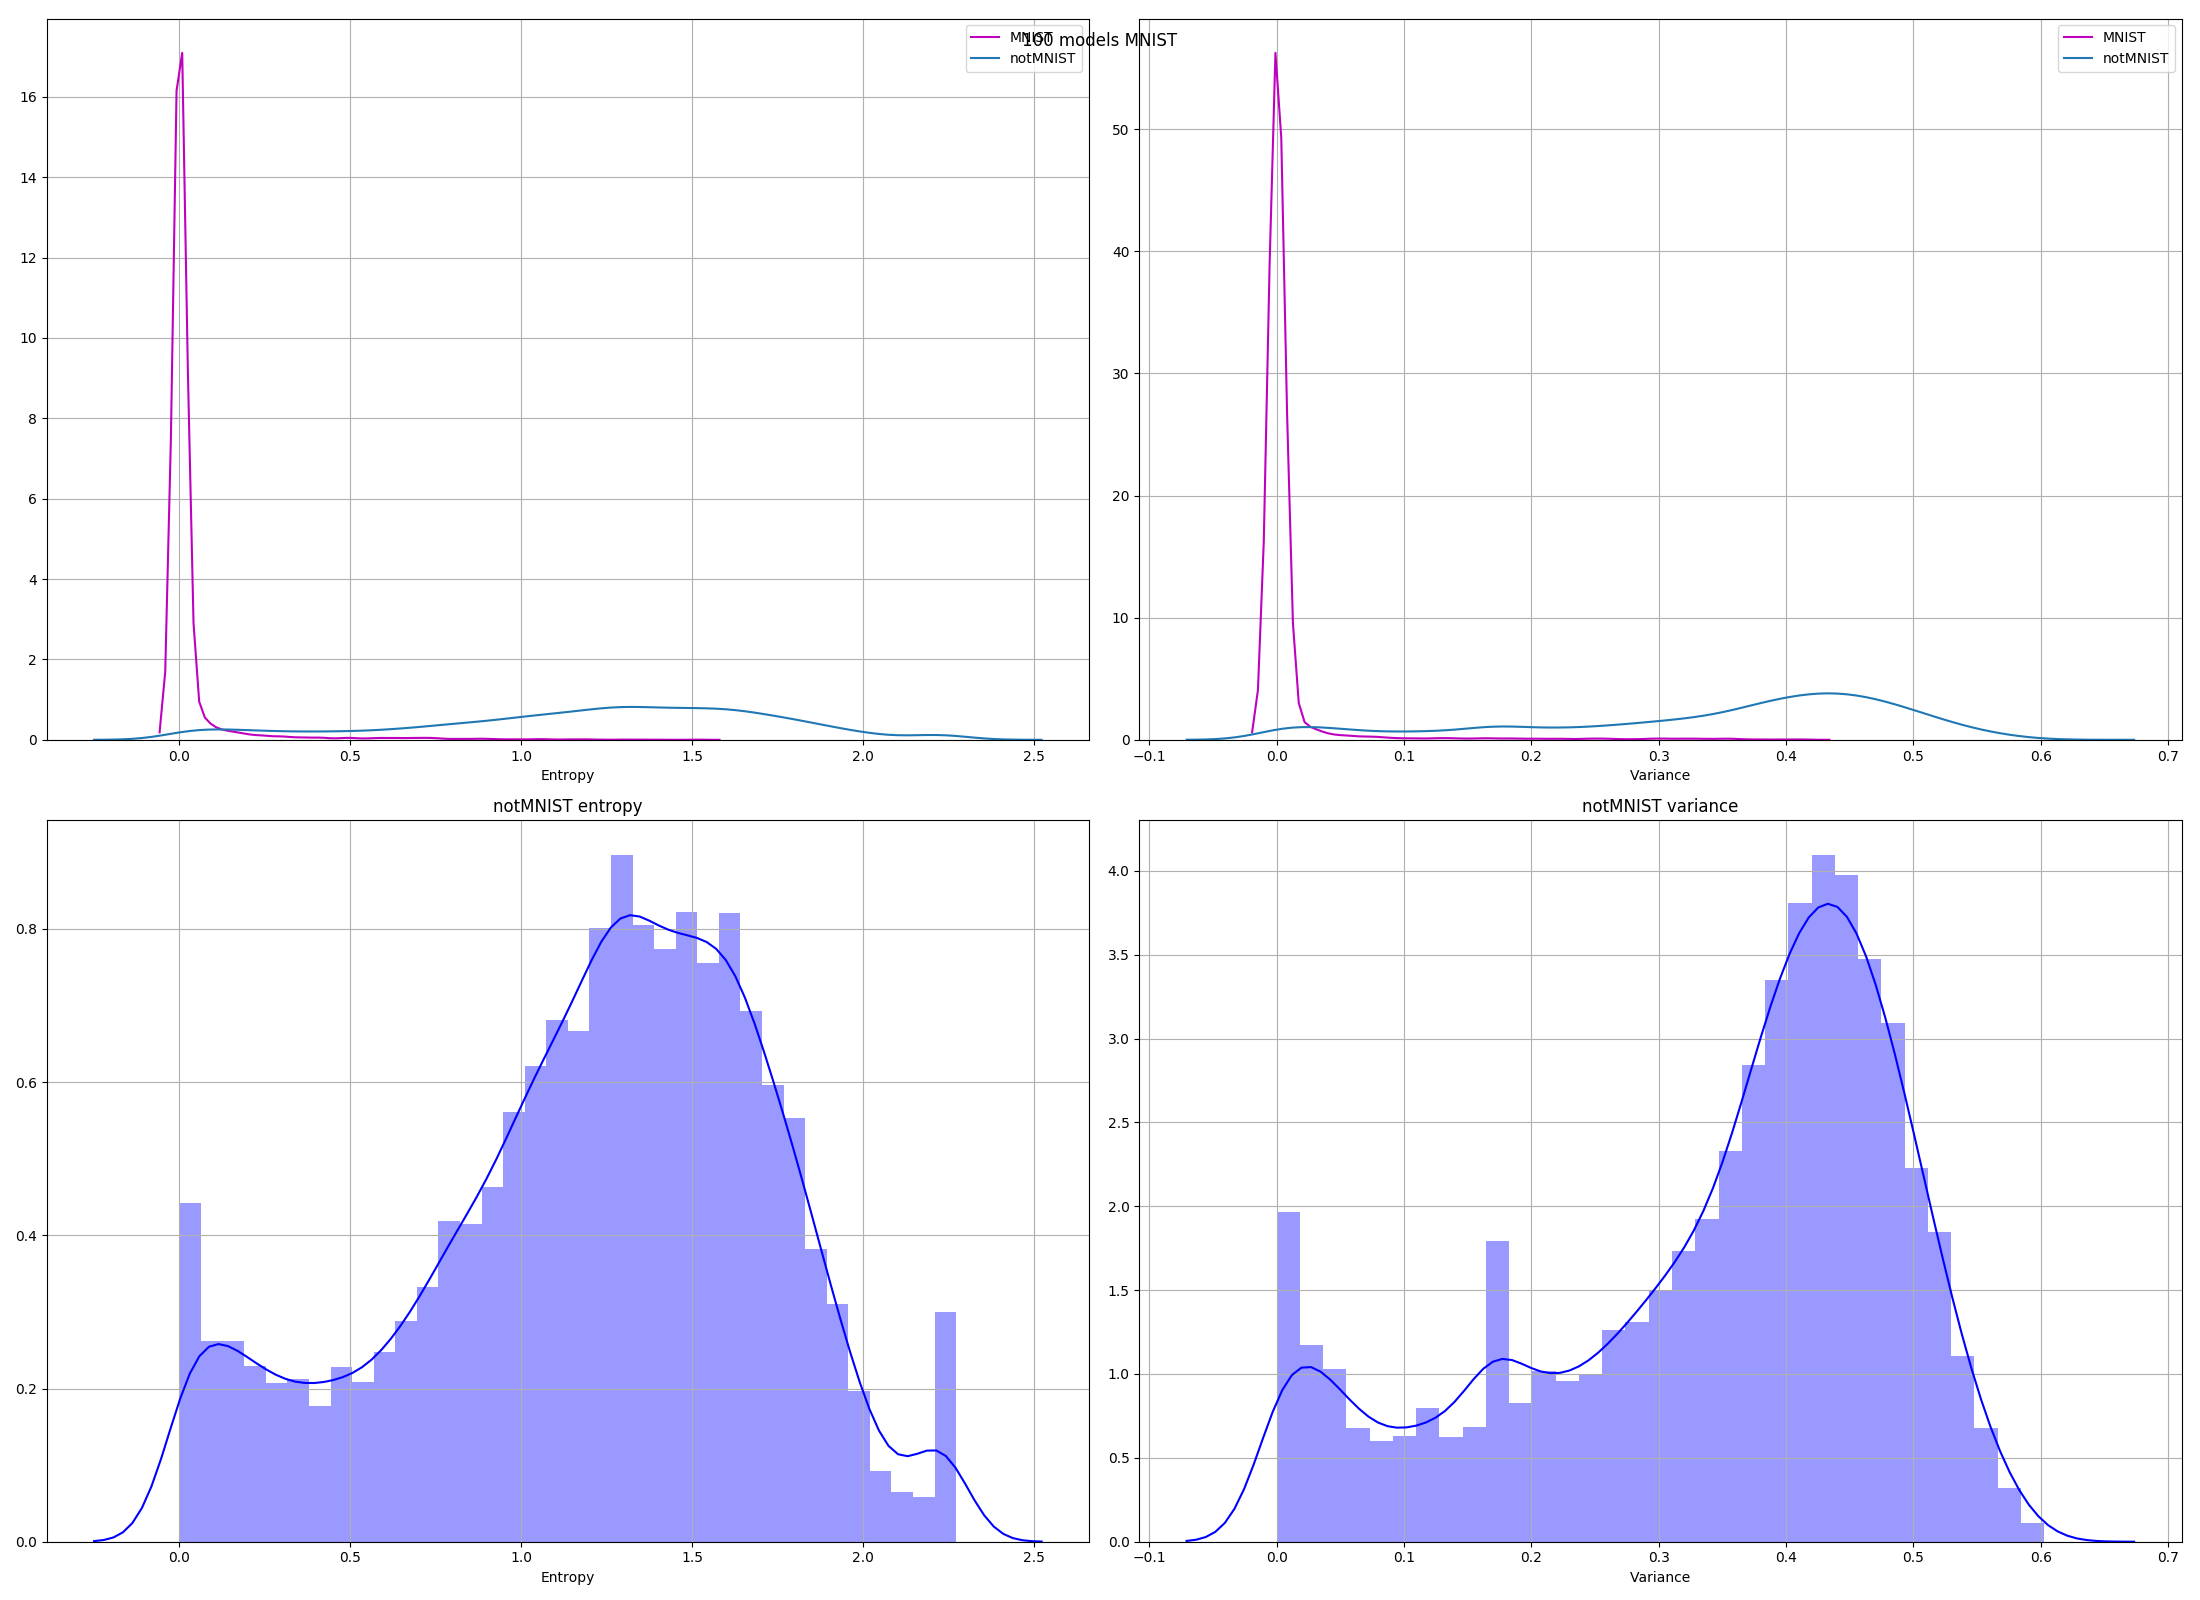 100 models MNIST
MNIST
notMNIST
16
14
12
10
8
6
4
2
0
0.0 0.5 1.0 1.5 2.0 2.5
Entropy
MNIST
notMNIST
50
40
30
20
10
0
−0.1 0.0 0.1 0.2 0.3 0.4 0.5 0.6 0.7
Variance
notMNIST entropy
0.8
0.6
0.4
0.2
0.0
0.0 0.5 1.0 1.5 2.0 2.5
Entropy
notMNIST variance
4.0
3.5
3.0
2.5
2.0
1.5
1.0
0.5
0.0
−0.1 0.0 0.1 0.2 0.3 0.4 0.5 0.6 0.7
Variance